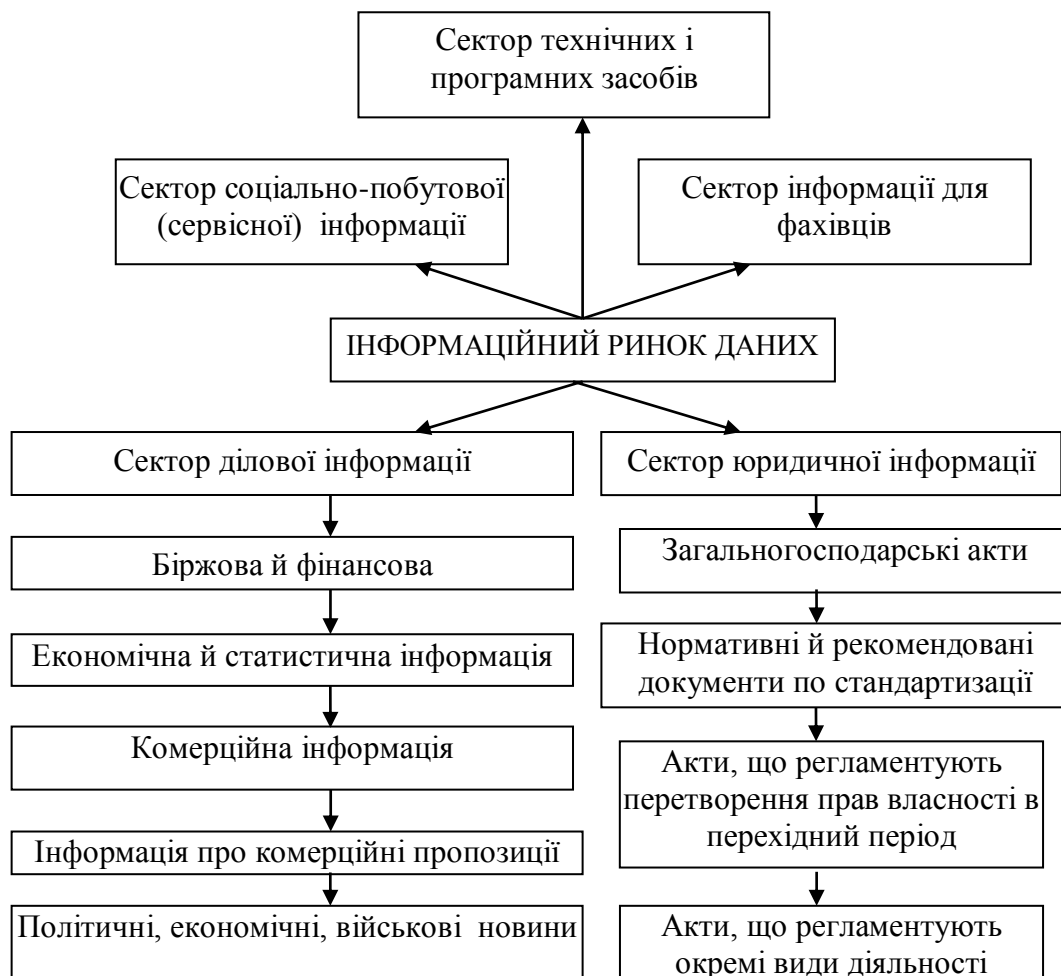 Сектор технічних і
програмних засобів
Сектор соціально-побутової
(сервісної) інформації
Сектор інформації для
фахівців
ІНФОРМАЦІЙНИЙ РИНОК ДАНИХ
Сектор ділової інформації
Біржова й фінансова
Економічна й статистична інформація
Комерційна інформація
Інформація про комерційні пропозиції
Політичні, економічні, військові новини
Сектор юридичної інформації
Загальногосподарські акти
Нормативні й рекомендовані
документи по стандартизації
Акти, що регламентують
перетворення прав власності в
перехідний період
Акти, що регламентують
окремі види діяльності